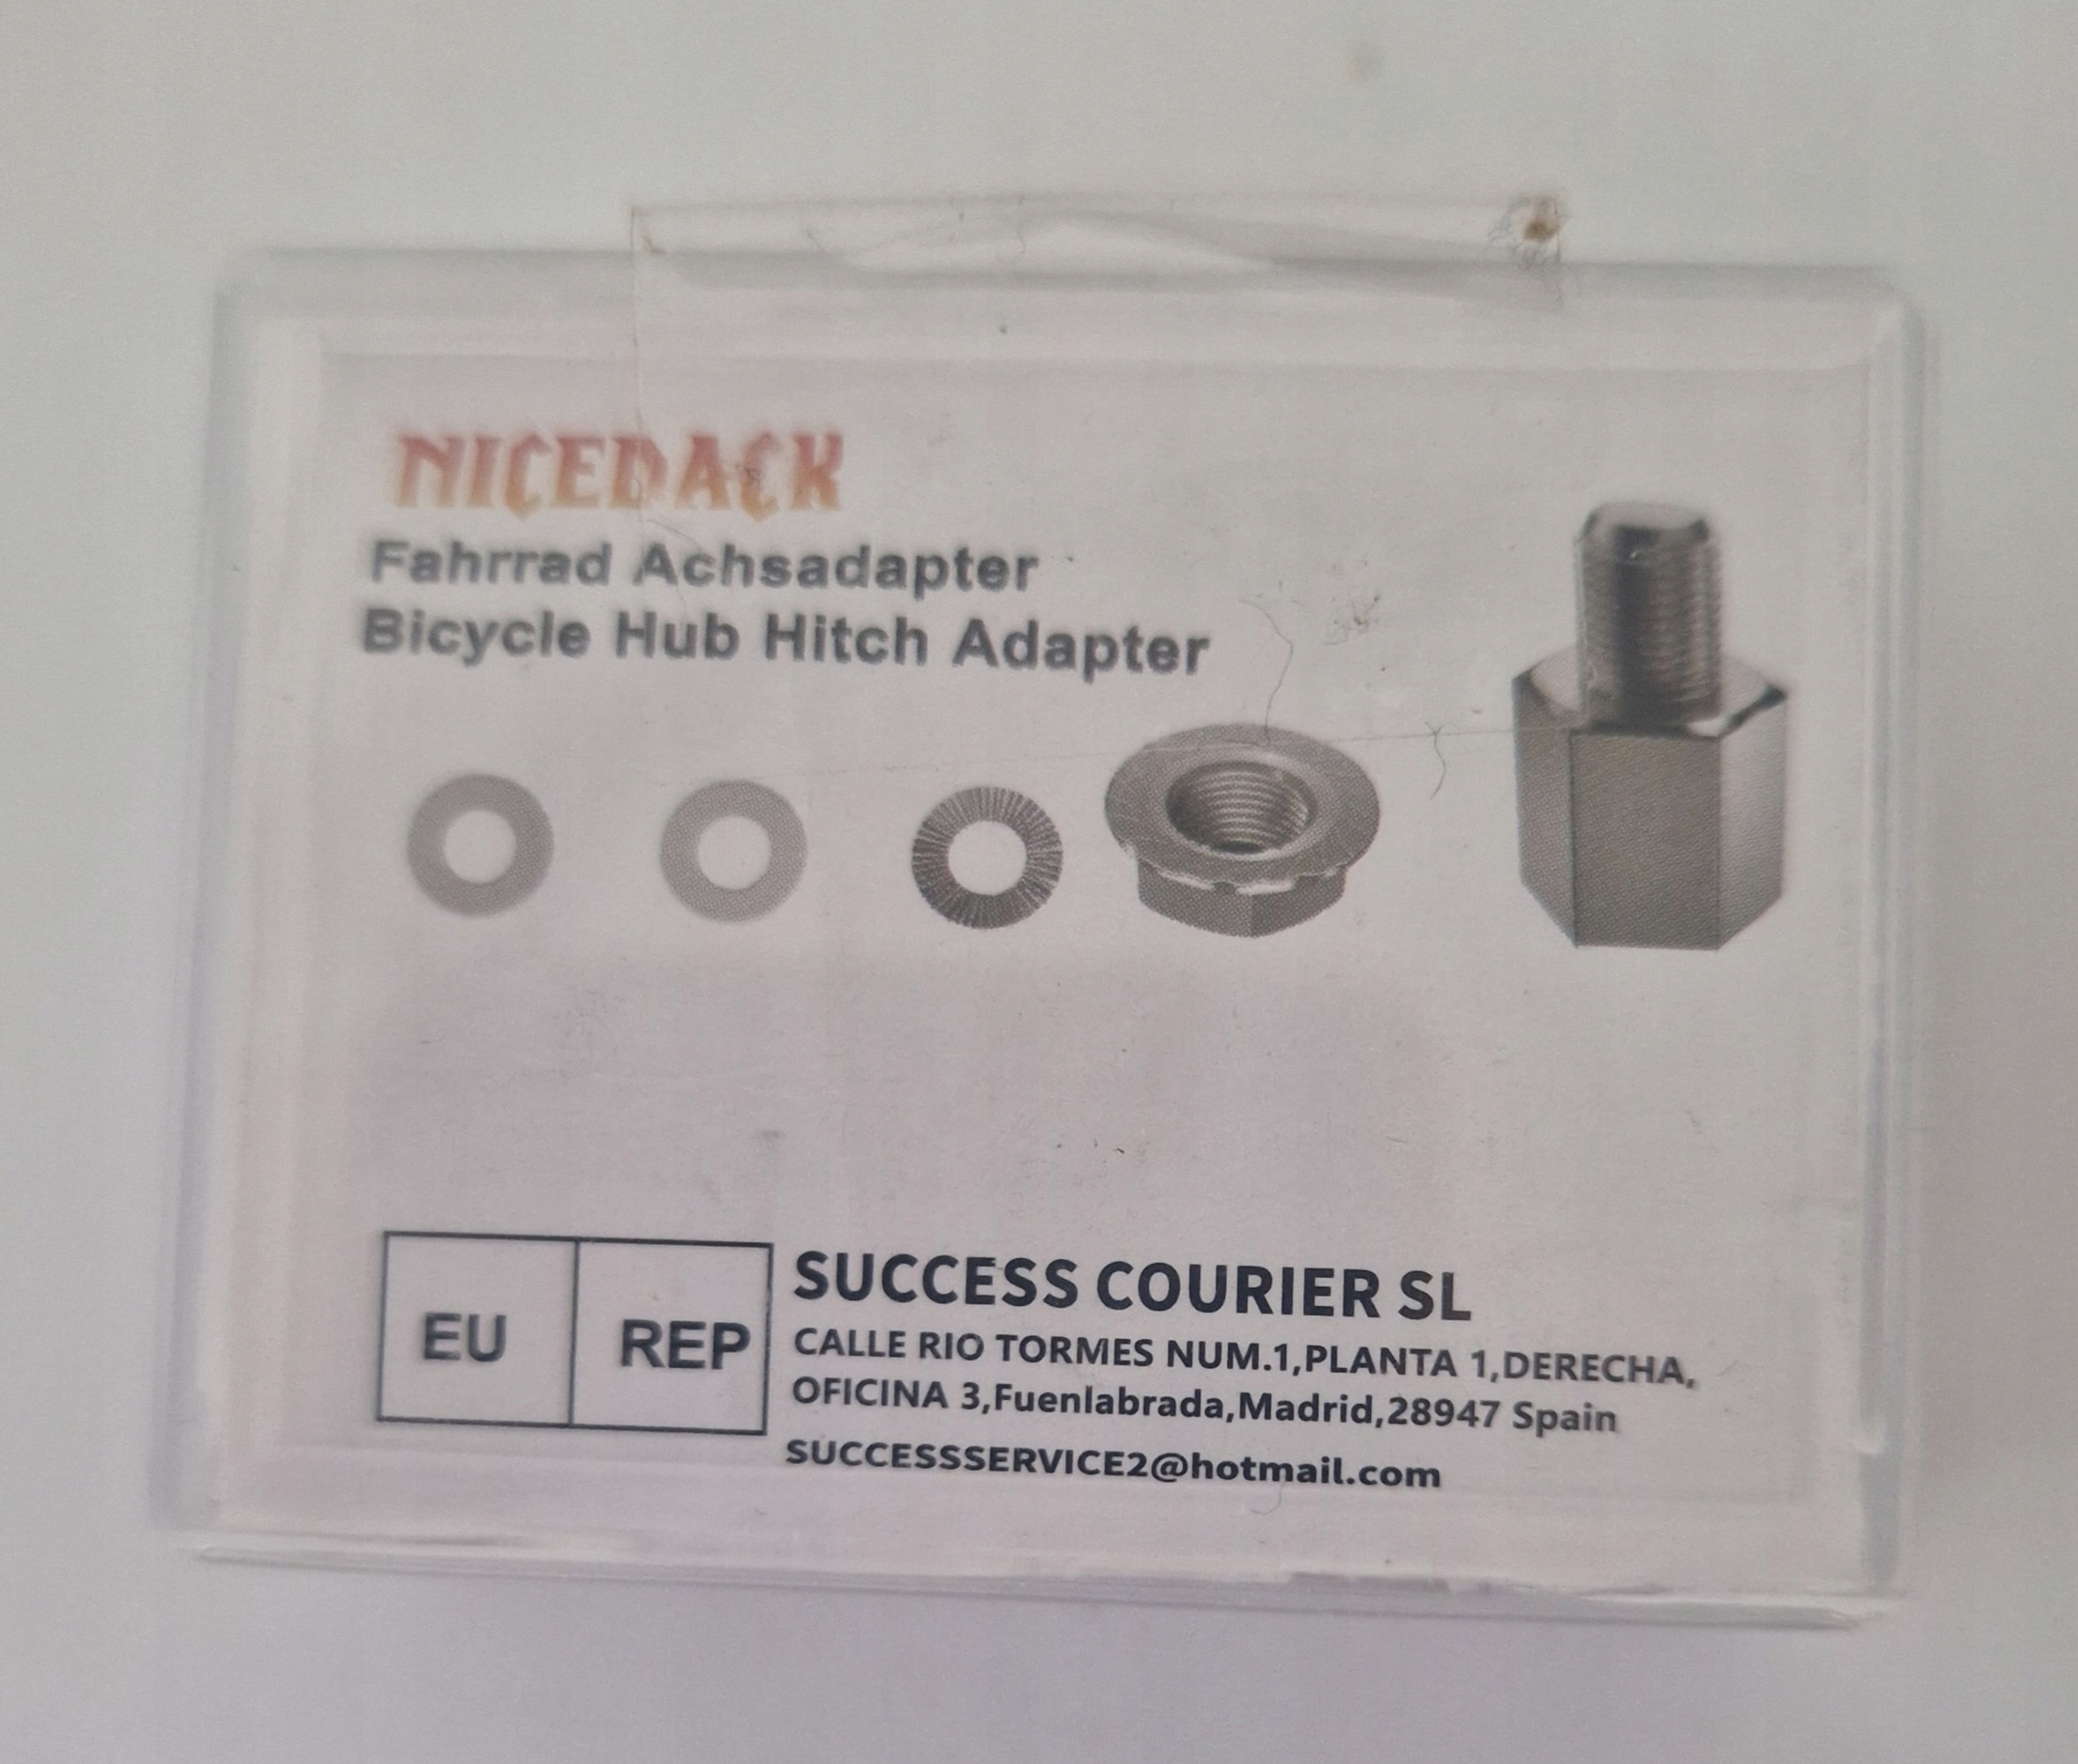 NICEDACK
Fahrrad Achsadapter
Bicycle Hub Hitch Adapter
EU REP
SUCCESS COURIER SL
CALLE RIO TORMES NUM.1,PLANTA 1,DERECHA,
OFICINA 3,Fuenlabrada,Madrid,28947 Spain
SUCCESSSERVICE2@hotmail.com